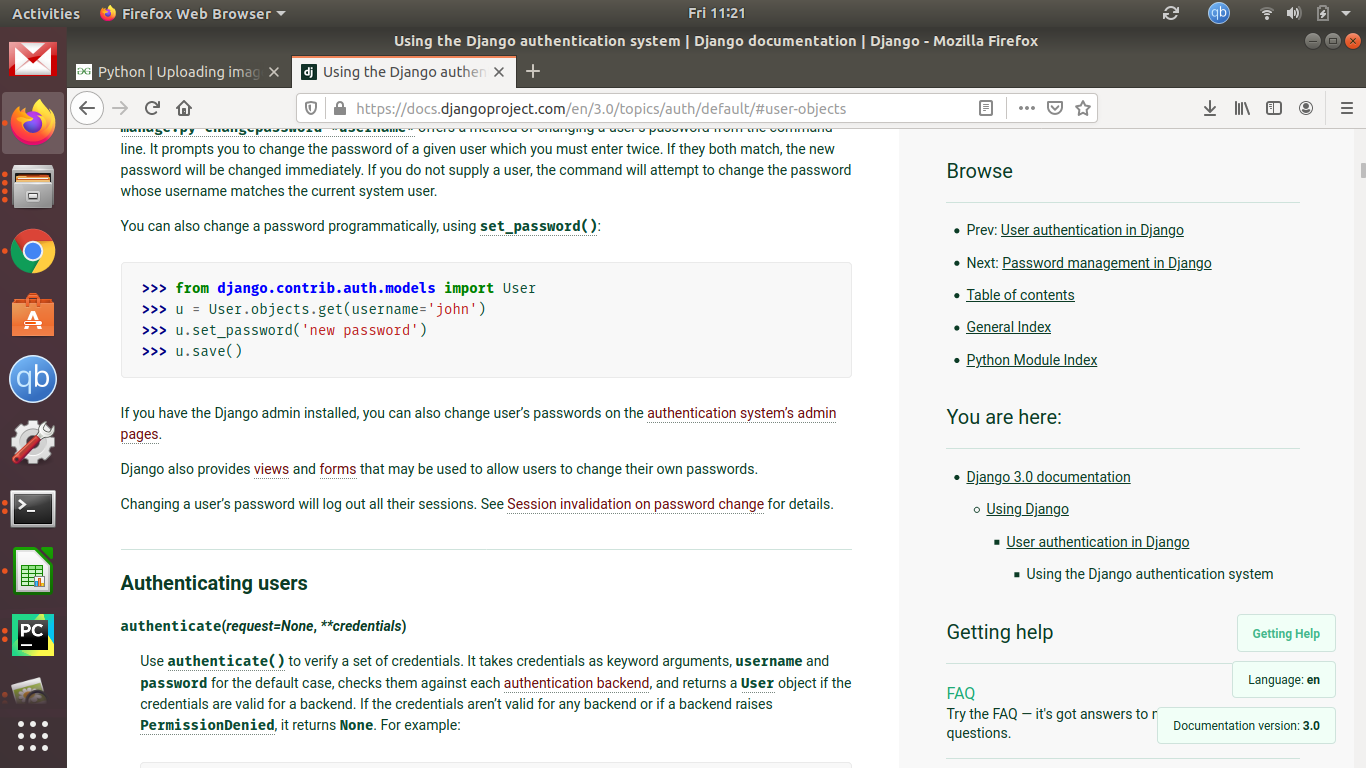 Activities
Firefox Web Browser
Fri 11:21
qb
Using the Django authentication system | Django documentation | Django - Mozilla Firefox
Python | Uploading imag
dj Using the Django authen
https://docs.djangoproject.com/en/3.0/topics/auth/default/#user-objects
manage.py changepassword *username* offers a method of changing a user's password from the command
line. It prompts you to change the password of a given user which you must enter twice. If they both match, the new
password will be changed immediately. If you do not supply a user, the command will attempt to change the password
whose username matches the current system user.
You can also change a password programmatically, using set_password():
>>> from django.contrib.auth.models import User
>>> u = User.objects.get(username='john')
>>> u.set_password('new password')
>>> u.save()
If you have the Django admin installed, you can also change user's passwords on the authentication system's admin
pages.
Django also provides views and forms that may be used to allow users to change their own passwords.
Changing a user's password will log out all their sessions. See Session invalidation on password change for details.
Authenticating users
authenticate(request=None, **credentials)
Use authenticate() to verify a set of credentials. It takes credentials as keyword arguments, username and
password for the default case, checks them against each authentication backend, and returns a User object if the
credentials are valid for a backend. If the credentials aren't valid for any backend or if a backend raises
PermissionDenied, it returns None. For example:
Browse
Prev: User authentication in Django
Next: Password management in Django
Table of contents
General Index
Python Module Index
You are here:
Django 3.0 documentation
Using Django
User authentication in Django
Using the Django authentication system
Getting help
Getting Help
FAQ
Language: en
Try the FAQ — it's got answers to
questions.
Documentation version: 3.0
qb
PC